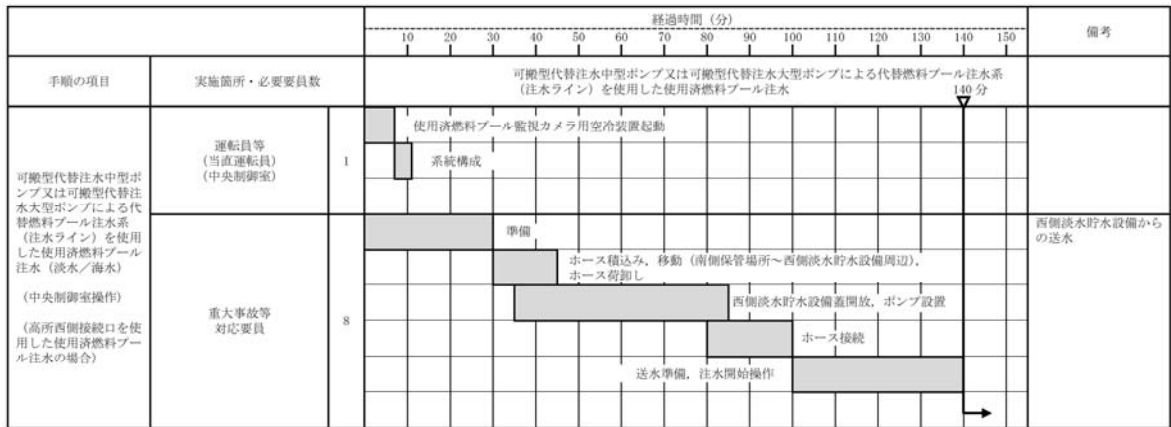 経過時間（分）
備考
10 20 30 40 50 60 70 80 90 100 110 120 130 140 150
手順の項目
実施箇所・必要要員数
可搬型代替注水中型ポンプ又は可搬型代替注水大型ポンプによる代替燃料プール注水系
（注水ライン）を使用した使用済燃料プール注水
140 分
可搬型代替注水中型ポ
ンプ又は可搬型代替注
水大型ポンプによる代
替燃料プール注水系
（注水ライン）を使用
した使用済燃料プール
注水（淡水／海水）
（中央制御室操作）
（高所西側接続口を使
用した使用済燃料プー
ル注水の場合）
運転員等
（当直運転員）
（中央制御室）
1
使用済燃料プール監視カメラ用空冷装置起動
系統構成
重大事故等
対応要員
8
準備
ホース積込み，移動（南側保管場所～西側淡水貯水設備周辺），
ホース荷卸し
西側淡水貯水設備蓋開放，ポンプ設置
ホース接続
送水準備，注水開始操作
西側淡水貯水設備から
の送水